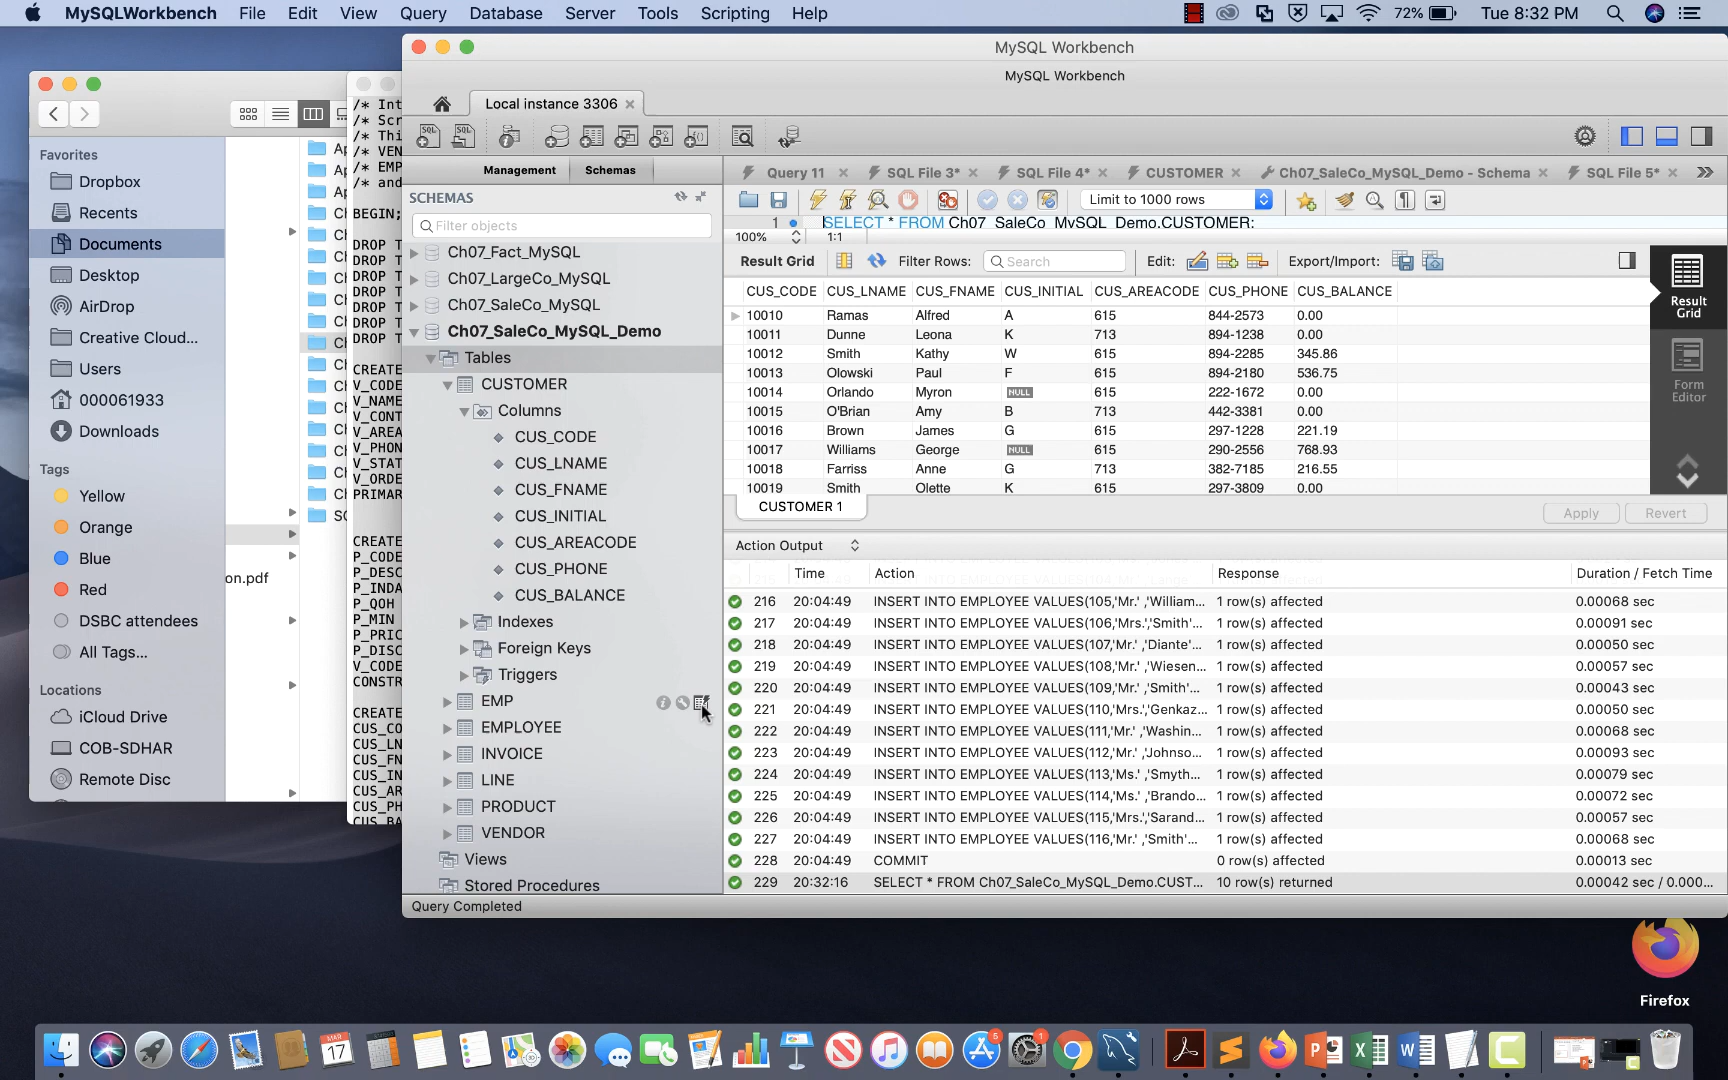 MySQLWorkbench File Edit View Query Database Server Tools Scripting Help 72% Tue 8:32 PM
MySQL Workbench
MySQL Workbench
Local instance 3306
Management Schemas
SCHEMAS
Filter objects
Ch07_Fact_MySQL
Ch07_LargeCo_MySQL
Ch07_SaleCo_MySQL
Ch07_SaleCo_MySQL_Demo
Tables
CUSTOMER
Columns
CUS_CODE
CUS_LNAME
CUS_FNAME
CUS_INITIAL
CUS_AREACODE
CUS_PHONE
CUS_BALANCE
Indexes
Foreign Keys
Triggers
EMP
EMPLOYEE
INVOICE
LINE
PRODUCT
VENDOR
Views
Stored Procedures
Query Completed
Query 11 SQL File 3* SQL File 4* CUSTOMER Ch07_SaleCo_MySQL_Demo - Schema SQL File 5*
Limit to 1000 rows
1 SELECT * FROM Ch07_SaleCo_MySQL_Demo.CUSTOMER;
100% 1:1
Result Grid Filter Rows: Search Edit: Export/Import:
CUS_CODE CUS_LNAME CUS_FNAME CUS_INITIAL CUS_AREACODE CUS_PHONE CUS_BALANCE
10010 Ramas Alfred A 615 844-2573 0.00
10011 Dunne Leona K 713 894-1238 0.00
10012 Smith Kathy W 615 894-2285 345.86
10013 Olowski Paul F 615 894-2180 536.75
10014 Orlando Myron NULL 615 222-1672 0.00
10015 O'Brian Amy B 713 442-3381 0.00
10016 Brown James G 615 297-1228 221.19
10017 Williams George NULL 615 290-2556 768.93
10018 Farriss Anne G 713 382-7185 216.55
10019 Smith Olette K 615 297-3809 0.00
Result
Grid
Form
Editor
CUSTOMER 1
Apply Revert
Action Output
Time Action Response Duration / Fetch Time
216 20:04:49 INSERT INTO EMPLOYEE VALUES(105,'Mr.' ,'William... 1 row(s) affected 0.00068 sec
217 20:04:49 INSERT INTO EMPLOYEE VALUES(106,'Mrs.','Smith'... 1 row(s) affected 0.00091 sec
218 20:04:49 INSERT INTO EMPLOYEE VALUES(107,'Mr.' ,'Diante'... 1 row(s) affected 0.00050 sec
219 20:04:49 INSERT INTO EMPLOYEE VALUES(108,'Mr.' ,'Wiesen... 1 row(s) affected 0.00057 sec
220 20:04:49 INSERT INTO EMPLOYEE VALUES(109,'Mr.' ,'Smith'... 1 row(s) affected 0.00043 sec
221 20:04:49 INSERT INTO EMPLOYEE VALUES(110,'Mrs.','Genkaz... 1 row(s) affected 0.00050 sec
222 20:04:49 INSERT INTO EMPLOYEE VALUES(111,'Mr.' ,'Washin... 1 row(s) affected 0.00068 sec
223 20:04:49 INSERT INTO EMPLOYEE VALUES(112,'Mr.' ,'Johnso... 1 row(s) affected 0.00093 sec
224 20:04:49 INSERT INTO EMPLOYEE VALUES(113,'Ms.' ,'Smyth... 1 row(s) affected 0.00079 sec
225 20:04:49 INSERT INTO EMPLOYEE VALUES(114,'Ms.' ,'Brando... 1 row(s) affected 0.00072 sec
226 20:04:49 INSERT INTO EMPLOYEE VALUES(115,'Mrs.','Sarand... 1 row(s) affected 0.00057 sec
227 20:04:49 INSERT INTO EMPLOYEE VALUES(116,'Mr.' ,'Smith'... 1 row(s) affected 0.00068 sec
228 20:04:49 COMMIT 0 row(s) affected 0.00013 sec
229 20:32:16 SELECT * FROM Ch07_SaleCo_MySQL_Demo.CUST... 10 row(s) returned 0.00042 sec / 0.000...
Favorites
Dropbox
Recents
Documents
Desktop
AirDrop
Creative Cloud...
Users
000061933
Downloads
Tags
Yellow
Orange
Blue
Red
DSBC attendees
All Tags...
Locations
iCloud Drive
COB-SDHAR
Remote Disc
on.pdf
/* Int
/* Scr
/* Thi
/* VEN
/* EMP
/* and
BEGIN;
DROP T
DROP T
DROP T
DROP T
DROP T
DROP T
DROP T
CREATE
V_CODE
V_NAME
V_CONT
V_AREA
V_PHON
V_STAT
V_ORDE
PRIMAR
CREATE
P_CODE
P_DESC
P_INDA
P_QOH
P_MIN
P_PRIC
P_DISC
V_CODE
CONSTR
CREATE
CUS_CO
CUS_LN
CUS_FN
CUS_IN
CUS_AR
CUS_PH
CUS_BA
Firefox
MAR
17
5
1